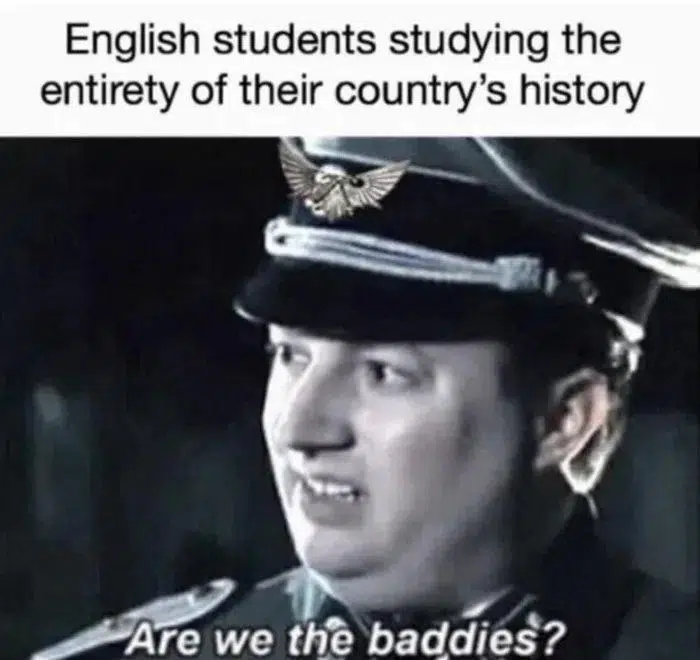 English students studying the
entirety of their country's history
Are we the baddies?